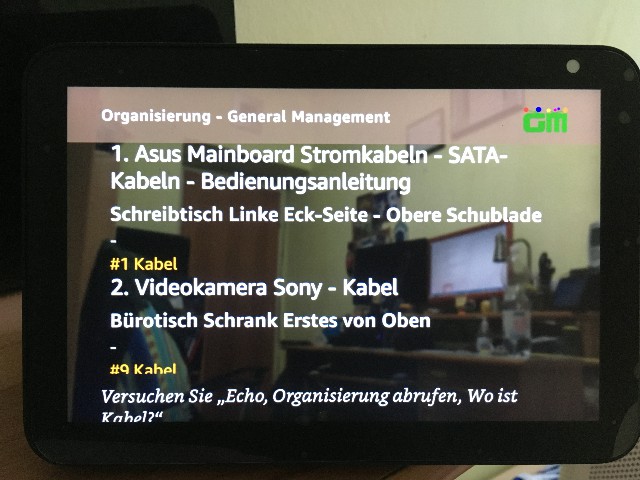 Organisierung - General Management
GM
1. Asus Mainboard Stromkabeln - SATA-
Kabeln - Bedienungsanleitung
Schreibtisch Linke Eck-Seite - Obere Schublade
-
#1 Kabel
2. Videokamera Sony - Kabel
Bürotisch Schrank Erstes von Oben
-
#9 Kabel
Versuchen Sie „Echo, Organisierung abrufen, Wo ist
Kabel?“